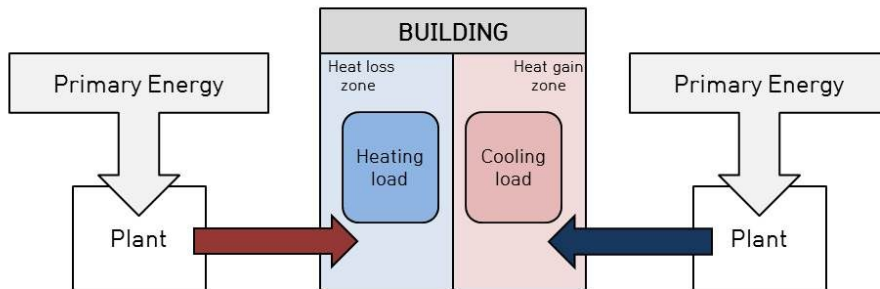 BUILDING
Primary Energy
Heat loss
zone
Heat gain
zone
Primary Energy
Heating
load
Cooling
load
Plant
Plant